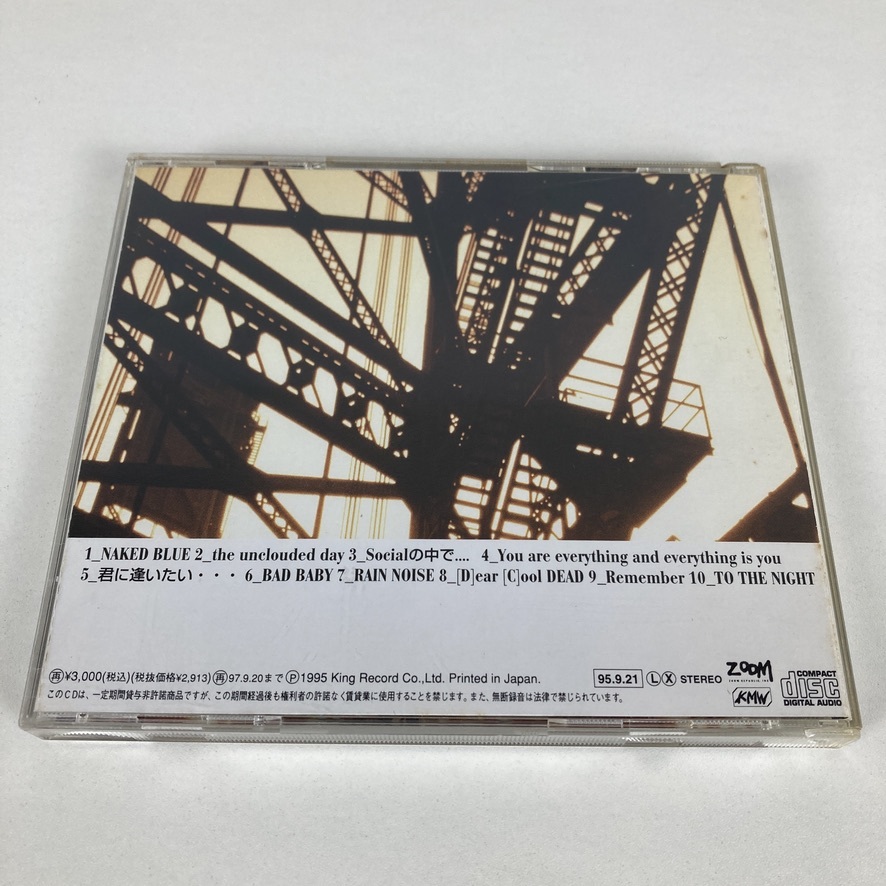 1_NAKED BLUE 2_the unclouded day 3_Socialの中で.... 4_You are everything and everything is you
5_君に逢いたい・・・ 6_BAD BABY 7_RAIN NOISE 8_[D]ear [C]ool DEAD 9_Remember 10_TO THE NIGHT
再¥3,000(税込)(税抜価格¥2,913) 再97.9.20まで Ⓟ1995 King Record Co.,Ltd. Printed in Japan.
95.9.21 Ⓛ Ⓧ STEREO
このCDは、一定期間貸与非許諾商品ですが、この期間経過後も権利者の許諾なく賃貸業に使用することを禁じます。また、無断録音は法律で禁じられています。
ZOOM
KMW
COMPACT
disc
DIGITAL AUDIO